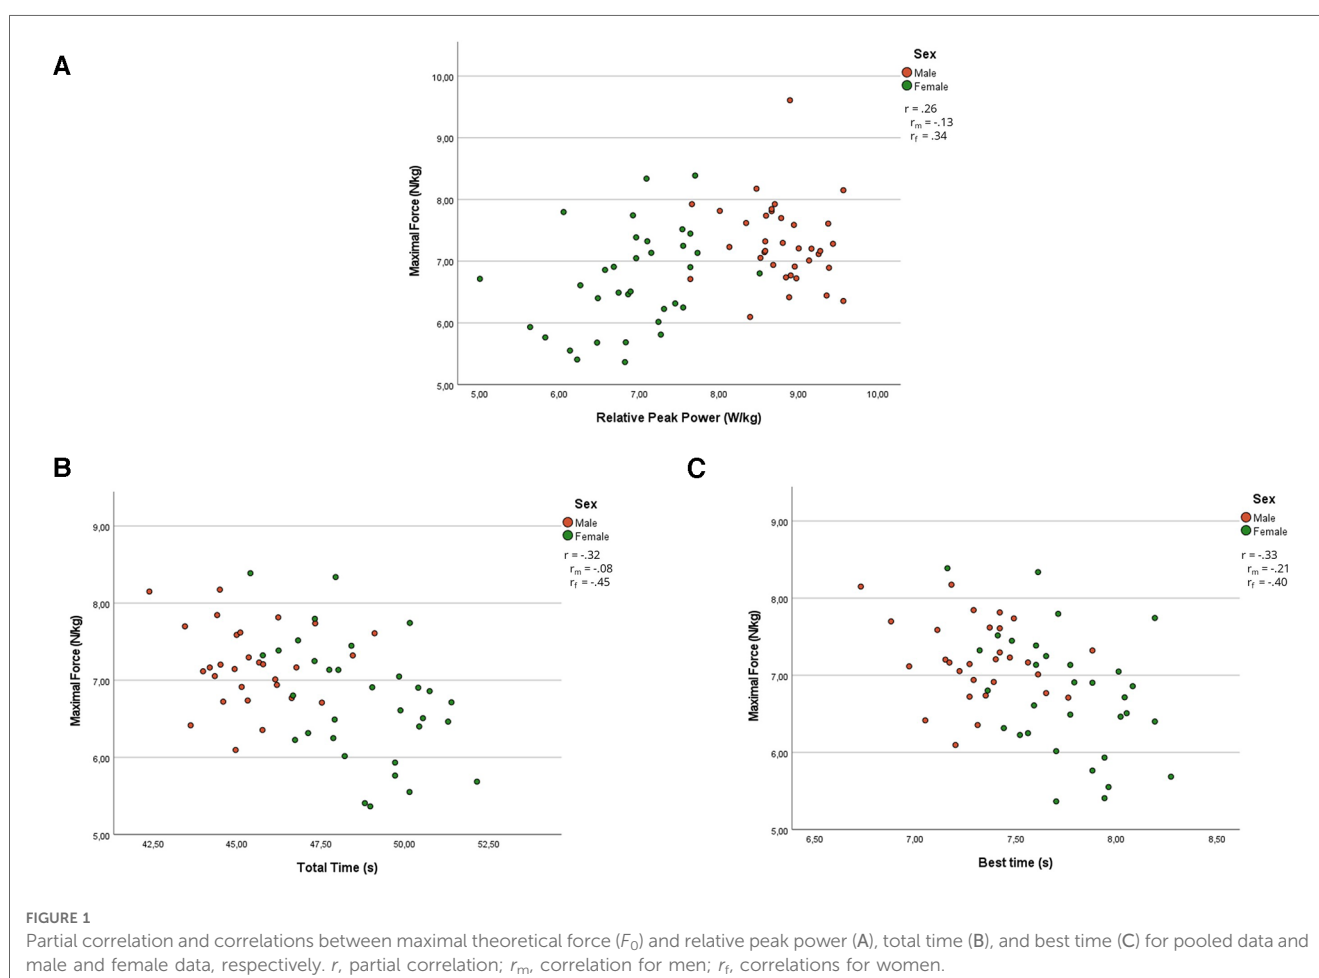 A
Sex
Male
Female
r = .26
rm = -.13
rf = .34
10,00
9,00
8,00
7,00
6,00
5,00
Maximal Force (N/kg)
5,00 6,00 7,00 8,00 9,00 10,00
Relative Peak Power (W/kg)
B
Sex
Male
Female
r = -.32
rm = -.08
rf = -.45
9,00
8,00
7,00
6,00
5,00
Maximal Force (N/kg)
42,50 45,00 47,50 50,00 52,50
Total Time (s)
C
Sex
Male
Female
r = -.33
rm = -.21
rf = -.40
9,00
8,00
7,00
6,00
5,00
Maximal Force (N/kg)
6,50 7,00 7,50 8,00 8,50
Best time (s)
FIGURE 1
Partial correlation and correlations between maximal theoretical force (F0) and relative peak power (A), total time (B), and best time (C) for pooled data and
male and female data, respectively. r, partial correlation; rm, correlation for men; rf, correlations for women.